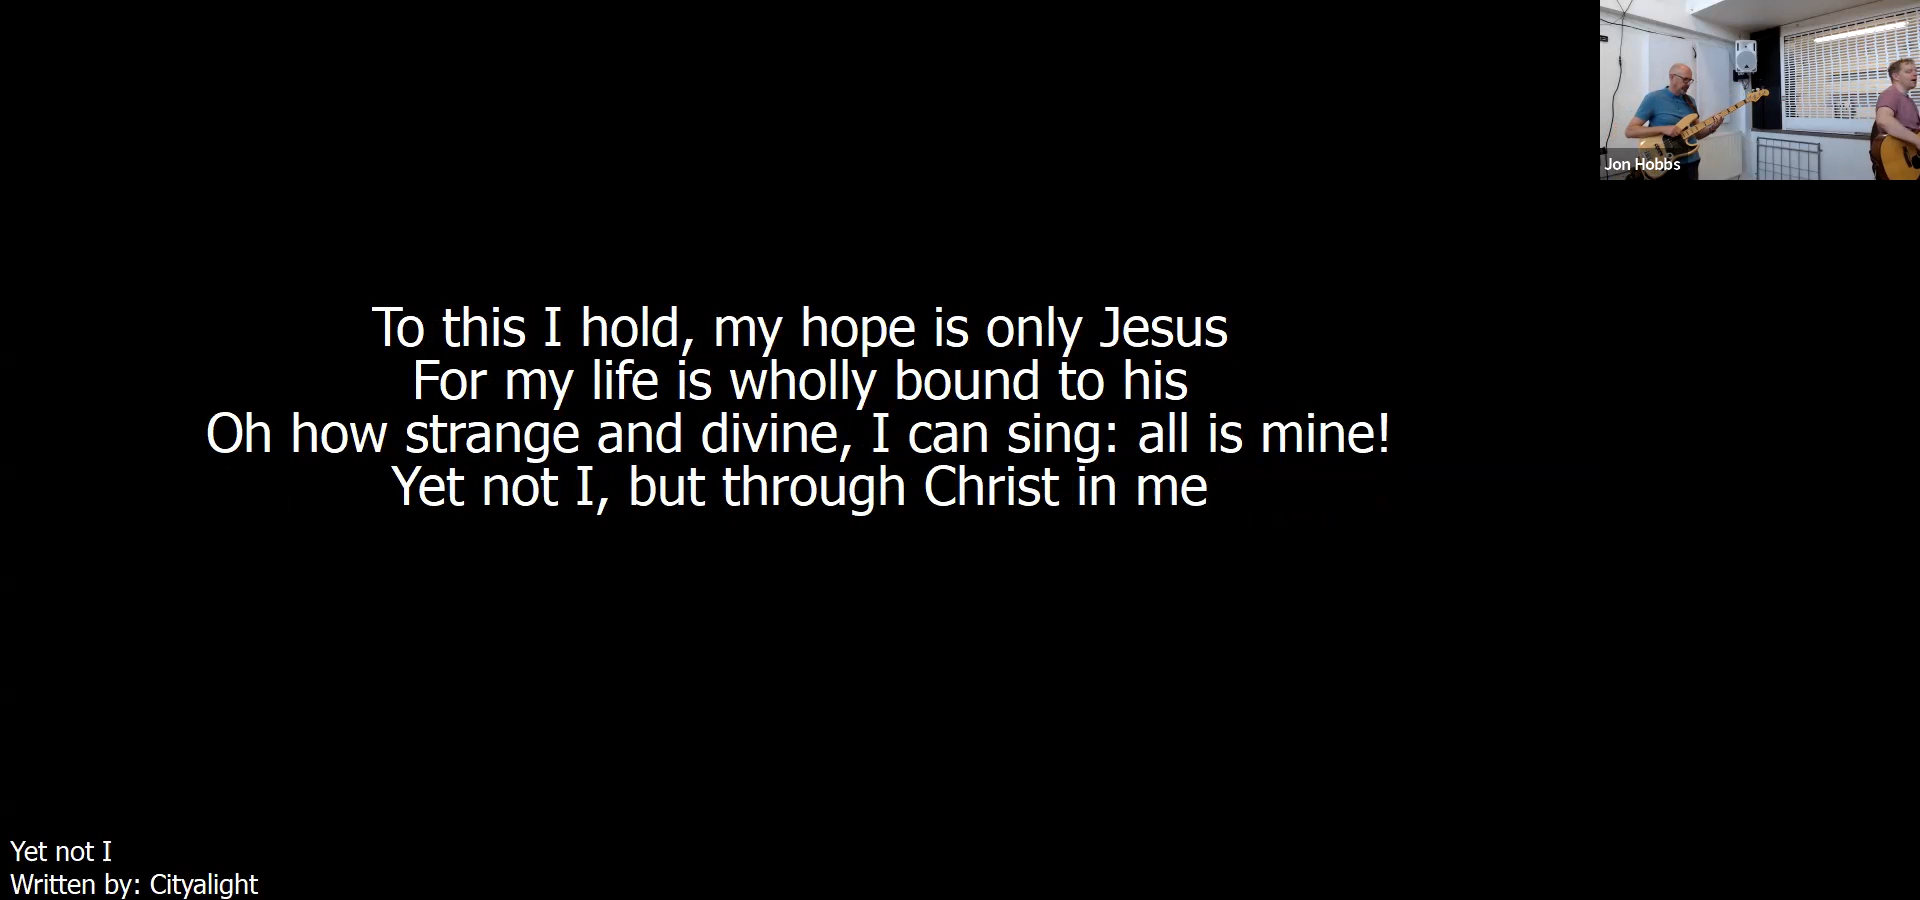 To this I hold, my hope is only Jesus
For my life is wholly bound to his
Oh how strange and divine, I can sing: all is mine!
Yet not I, but through Christ in me
Jon Hobbs
Yet not I
Written by: Cityalight